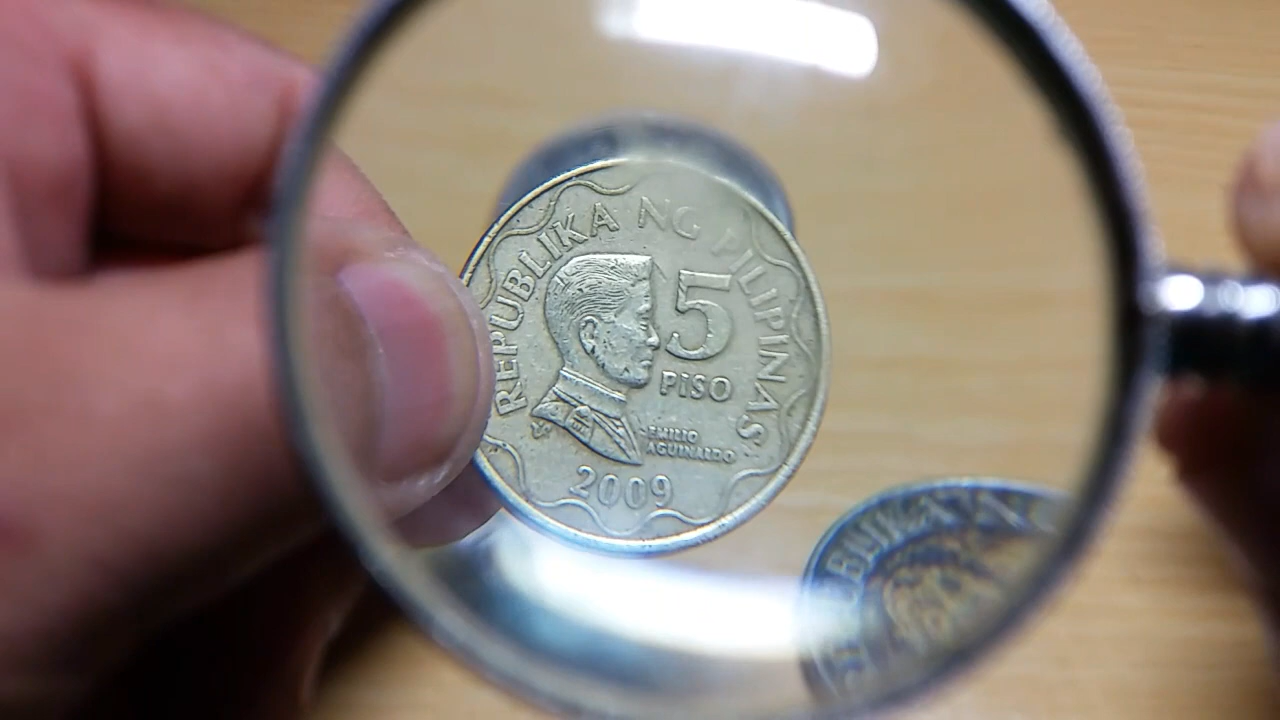 REPUBLIKA NG PILIPINAS
5
PISO
EMILIO
AGUINALDO
2009